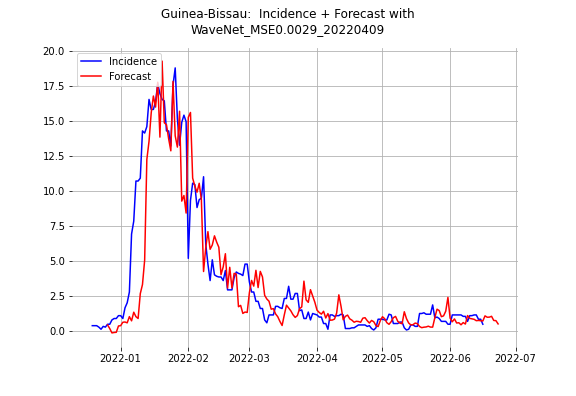 Guinea-Bissau:  Incidence + Forecast with
WaveNet_MSE0.0029_20220409
Incidence
Forecast
20.0
17.5
15.0
12.5
10.0
7.5
5.0
2.5
0.0
2022-01 2022-02 2022-03 2022-04 2022-05 2022-06 2022-07